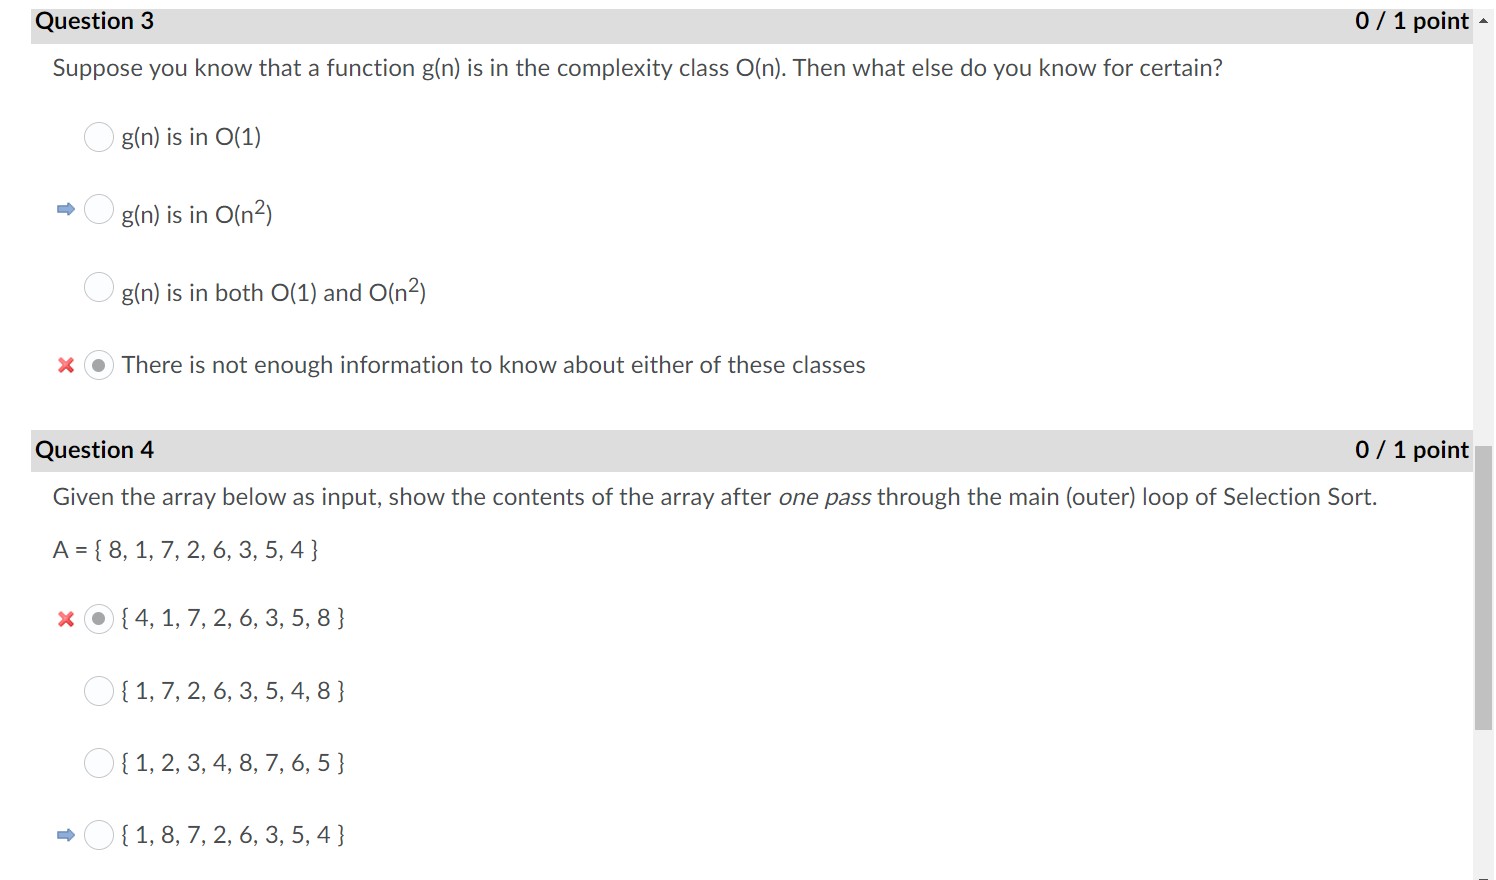 Question 3 0 / 1 point
Suppose you know that a function g(n) is in the complexity class O(n). Then what else do you know for certain?
g(n) is in O(1)
g(n) is in O(n²)
g(n) is in both O(1) and O(n²)
There is not enough information to know about either of these classes
Question 4 0 / 1 point
Given the array below as input, show the contents of the array after one pass through the main (outer) loop of Selection Sort.
A = { 8, 1, 7, 2, 6, 3, 5, 4 }
{ 4, 1, 7, 2, 6, 3, 5, 8 }
{ 1, 7, 2, 6, 3, 5, 4, 8 }
{ 1, 2, 3, 4, 8, 7, 6, 5 }
{ 1, 8, 7, 2, 6, 3, 5, 4 }